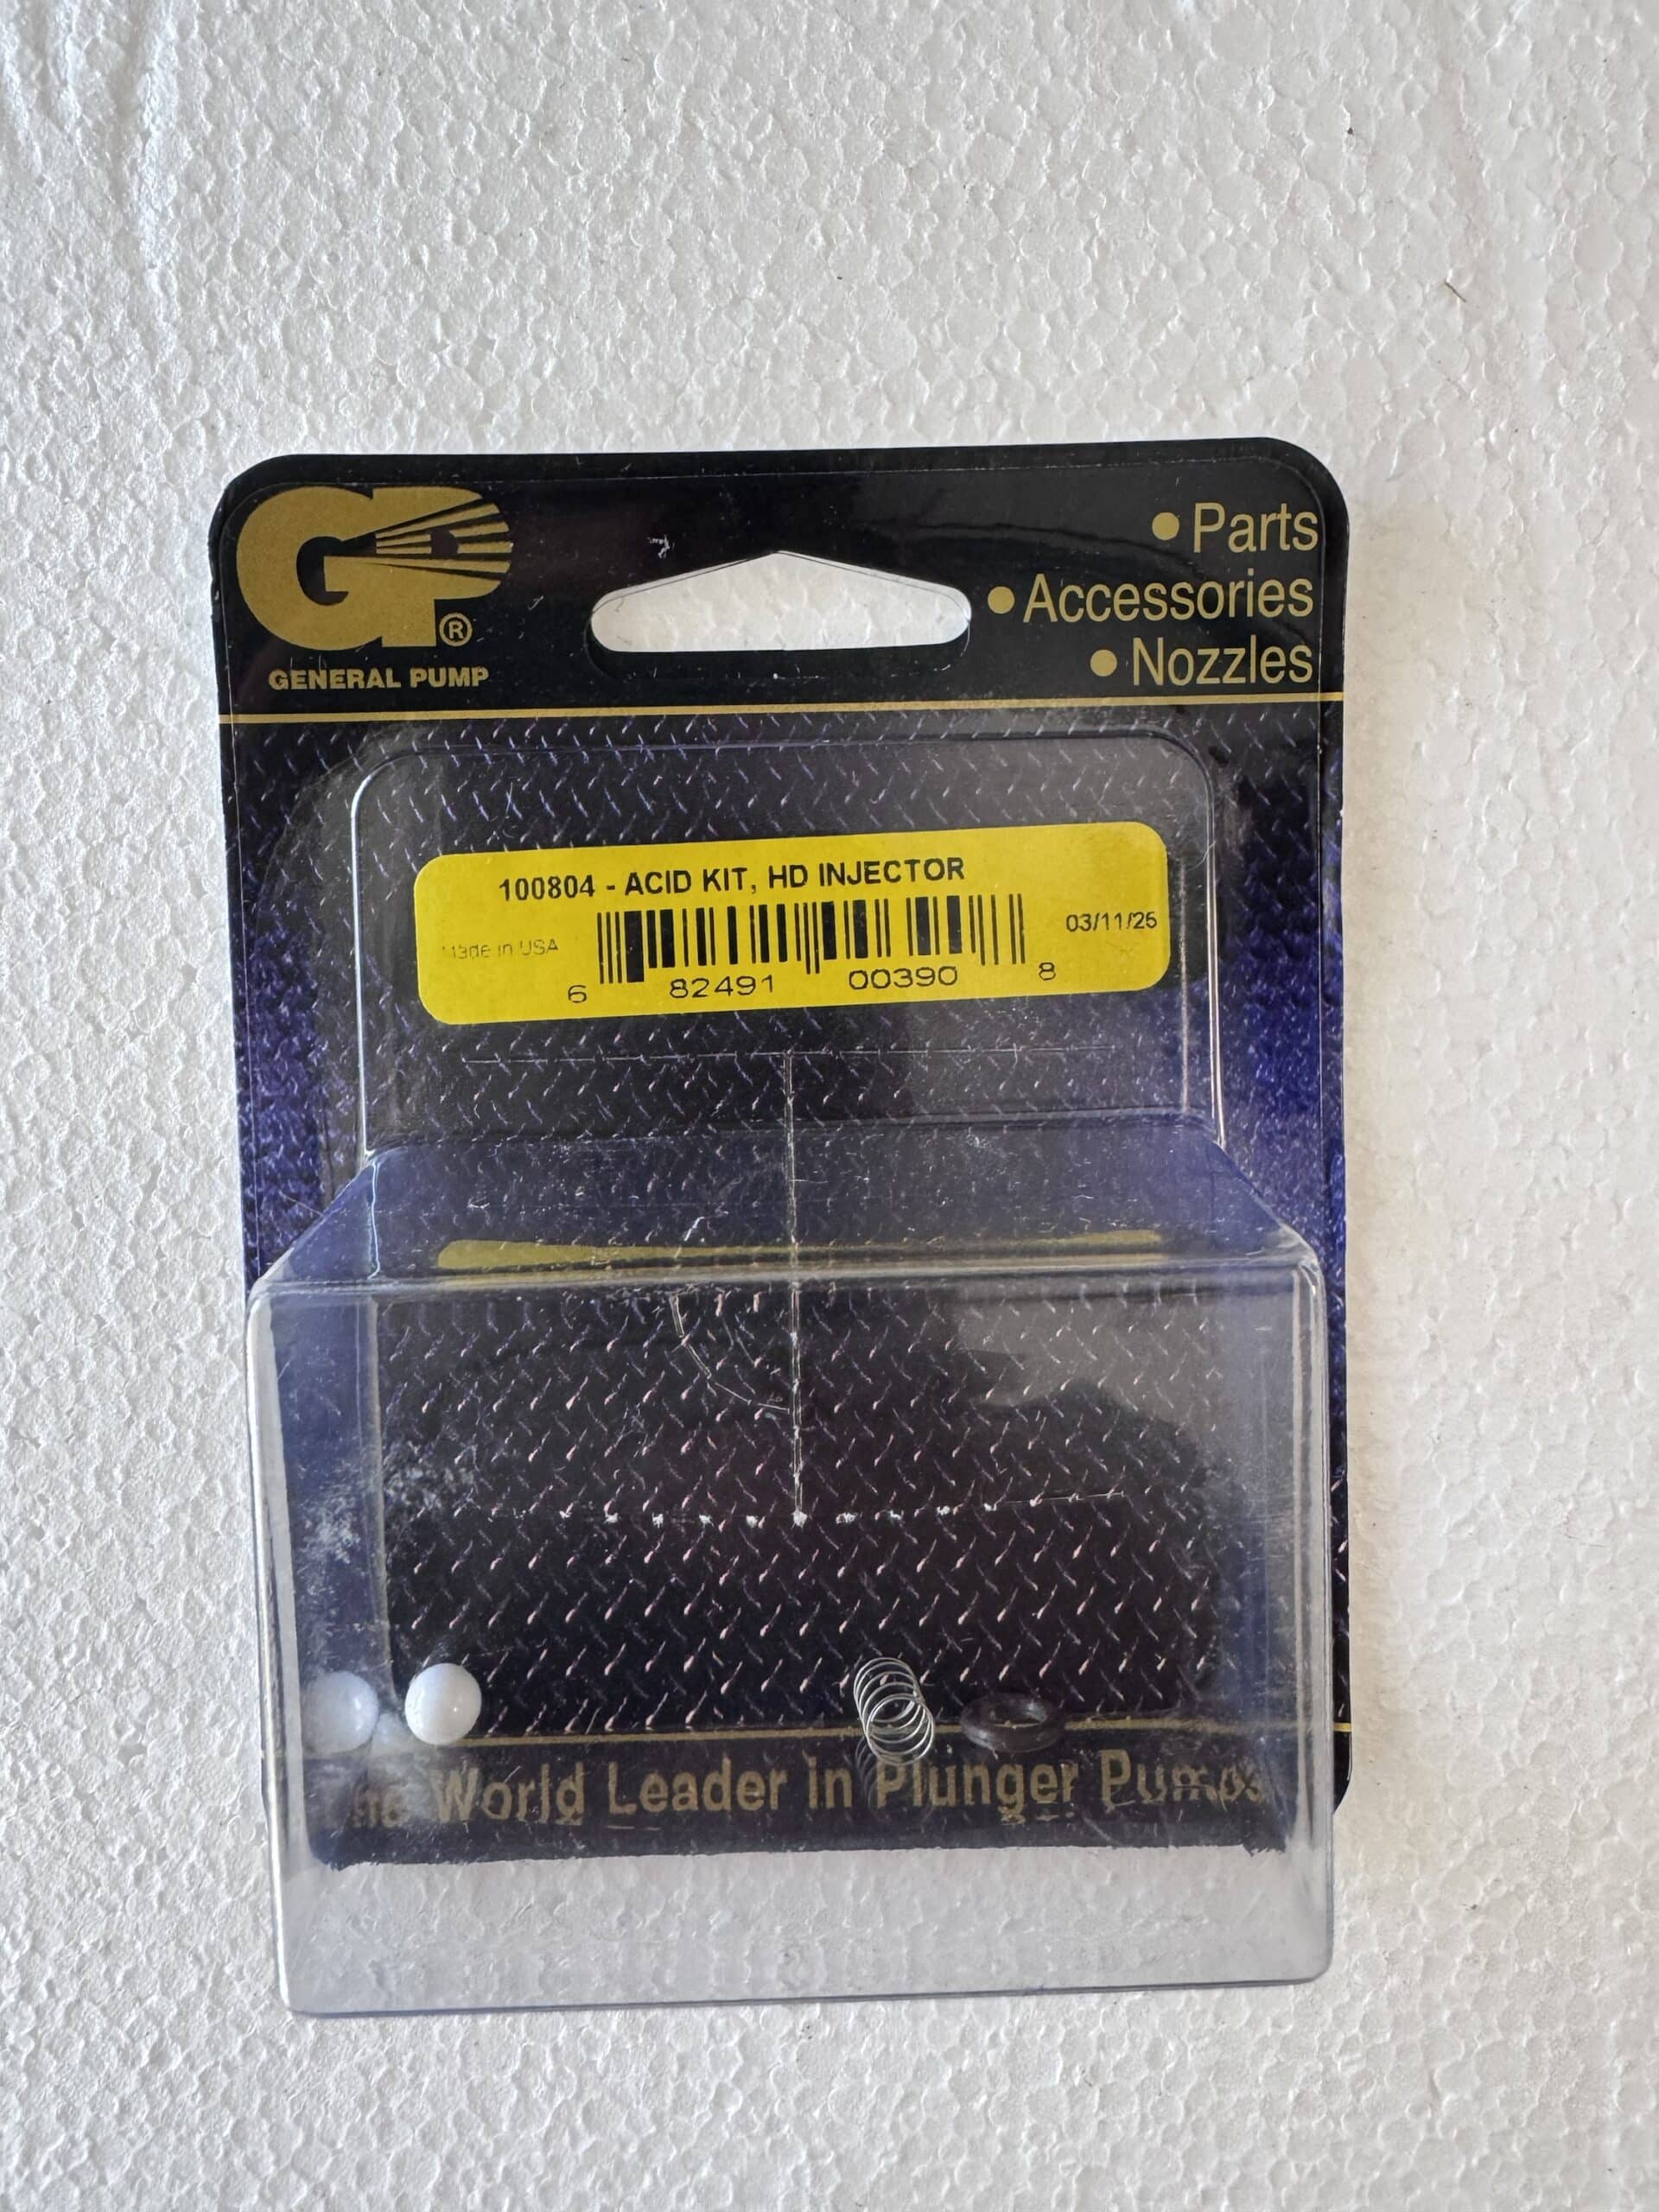 GP®
GENERAL PUMP
• Parts
• Accessories
• Nozzles
100804 - ACID KIT, HD INJECTOR
Made in USA
03/11/25
6 82491 00390 8
The World Leader in Plunger Pumps